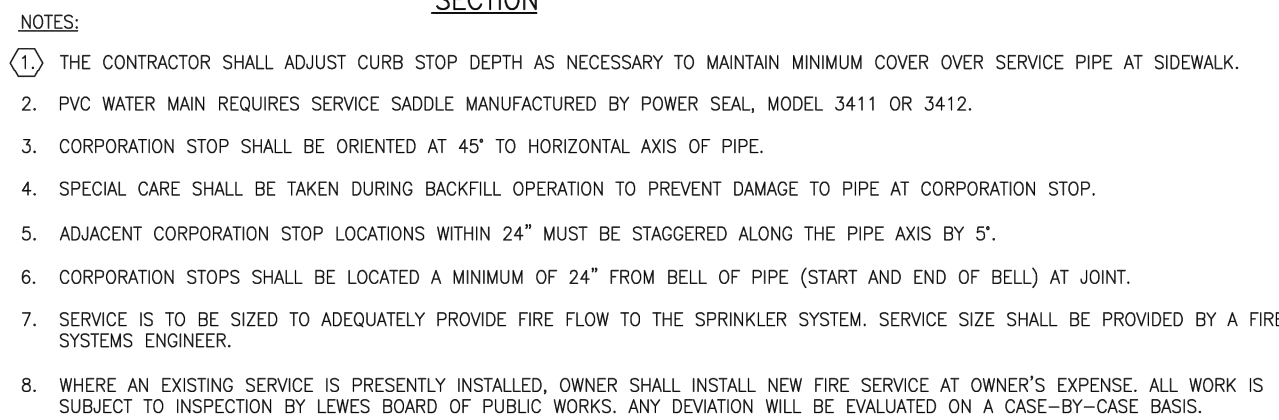 SECTION
NOTES:
1. THE CONTRACTOR SHALL ADJUST CURB STOP DEPTH AS NECESSARY TO MAINTAIN MINIMUM COVER OVER SERVICE PIPE AT SIDEWALK.
2. PVC WATER MAIN REQUIRES SERVICE SADDLE MANUFACTURED BY POWER SEAL, MODEL 3411 OR 3412.
3. CORPORATION STOP SHALL BE ORIENTED AT 45° TO HORIZONTAL AXIS OF PIPE.
4. SPECIAL CARE SHALL BE TAKEN DURING BACKFILL OPERATION TO PREVENT DAMAGE TO PIPE AT CORPORATION STOP.
5. ADJACENT CORPORATION STOP LOCATIONS WITHIN 24” MUST BE STAGGERED ALONG THE PIPE AXIS BY 5°.
6. CORPORATION STOPS SHALL BE LOCATED A MINIMUM OF 24” FROM BELL OF PIPE (START AND END OF BELL) AT JOINT.
7. SERVICE IS TO BE SIZED TO ADEQUATELY PROVIDE FIRE FLOW TO THE SPRINKLER SYSTEM. SERVICE SIZE SHALL BE PROVIDED BY A FIRE
SYSTEMS ENGINEER.
8. WHERE AN EXISTING SERVICE IS PRESENTLY INSTALLED, OWNER SHALL INSTALL NEW FIRE SERVICE AT OWNER'S EXPENSE. ALL WORK IS
SUBJECT TO INSPECTION BY LEWES BOARD OF PUBLIC WORKS. ANY DEVIATION WILL BE EVALUATED ON A CASE-BY-CASE BASIS.